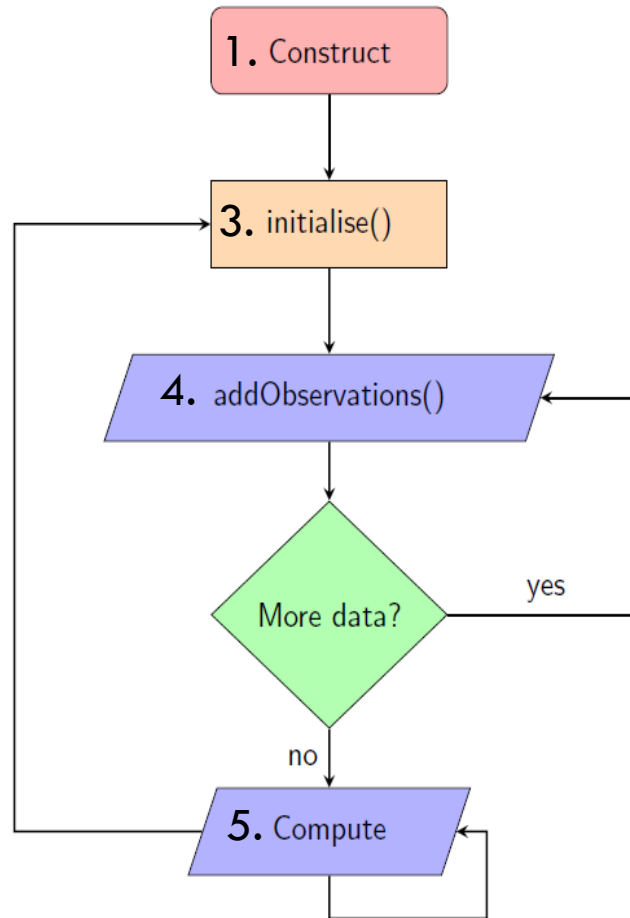 1. Construct
3. initialise()
4. addObservations()
More data?
yes
no
5. Compute